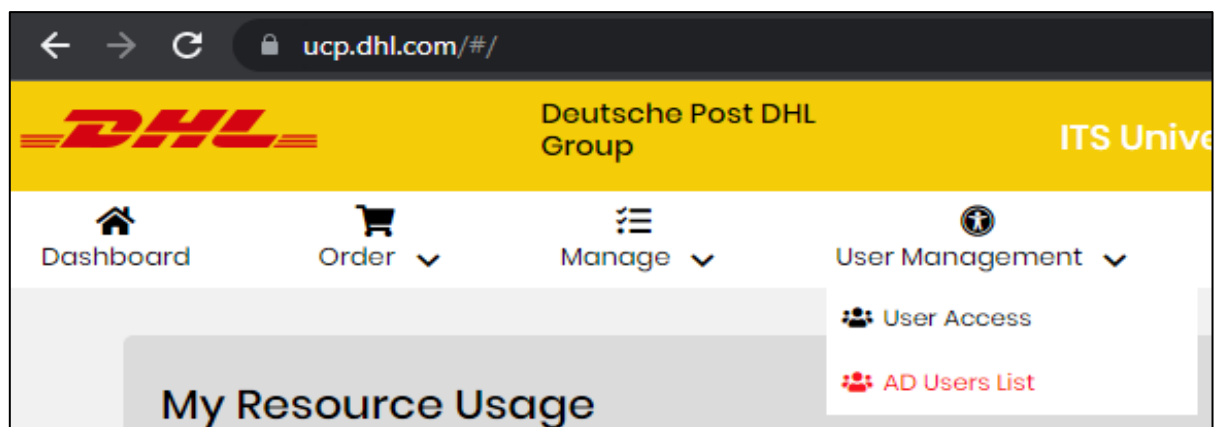 ucp.dhl.com/#/
DHL
Deutsche Post DHL
Group
ITS Unive
Dashboard
Order
Manage
User Management
User Access
AD Users List
My Resource Usage